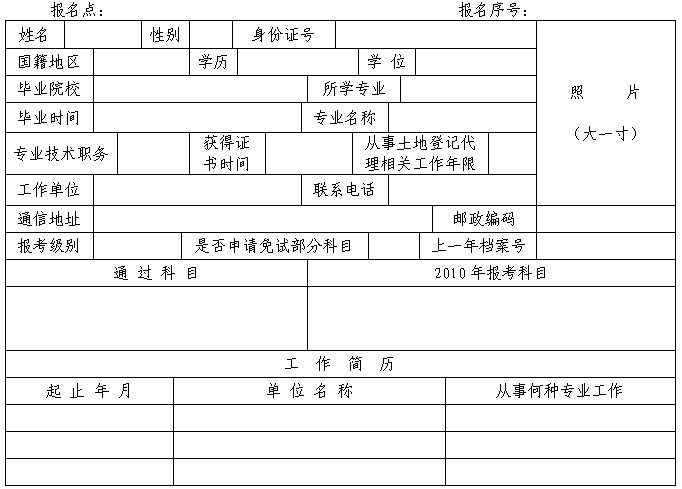 报名点： 报名序号：
姓名 性别 身份证号
国籍地区 学历 学 位
毕业院校 所学专业
照 片
毕业时间 专业名称
（大一寸）
专业技术职务 获得证 从事土地登记代
书时间 理相关工作年限
工作单位 联系电话
通信地址 邮政编码
报考级别 是否申请免试部分科目 上一年档案号
通 过 科 目 2010年报考科目
工 作 简 历
起 止 年 月 单 位 名 称 从事何种专业工作